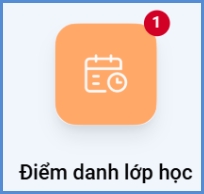 1
Điểm danh lớp học